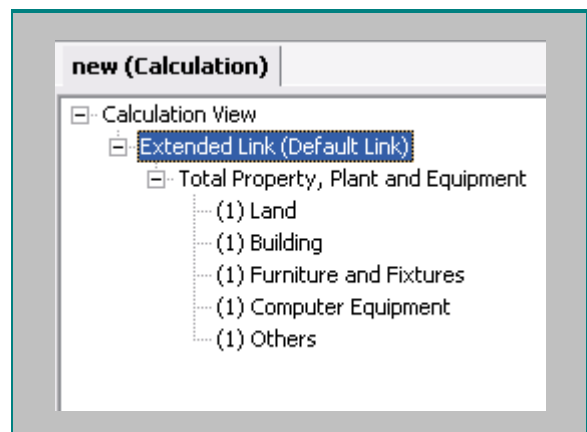 new (Calculation)
Calculation View
Extended Link (Default Link)
Total Property, Plant and Equipment
(1) Land
(1) Building
(1) Furniture and Fixtures
(1) Computer Equipment
(1) Others